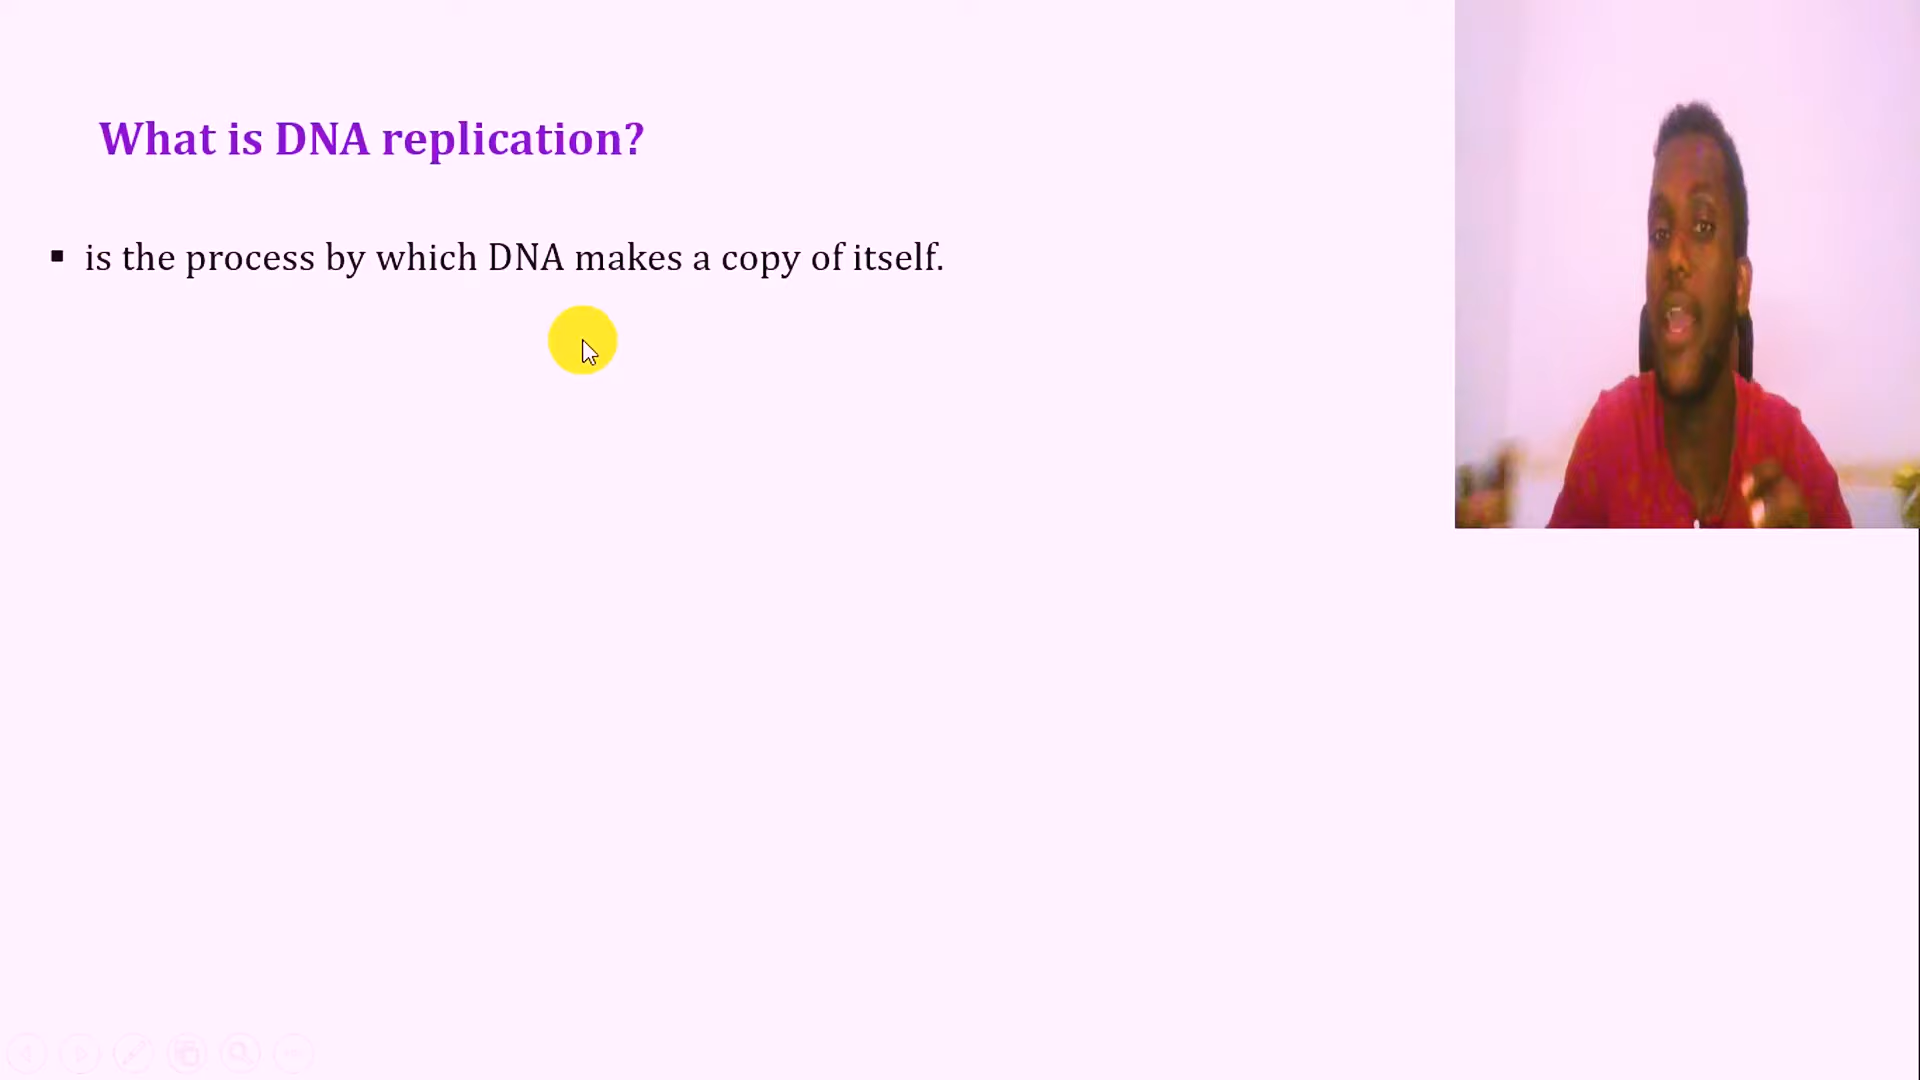 What is DNA replication?
▪ is the process by which DNA makes a copy of itself.